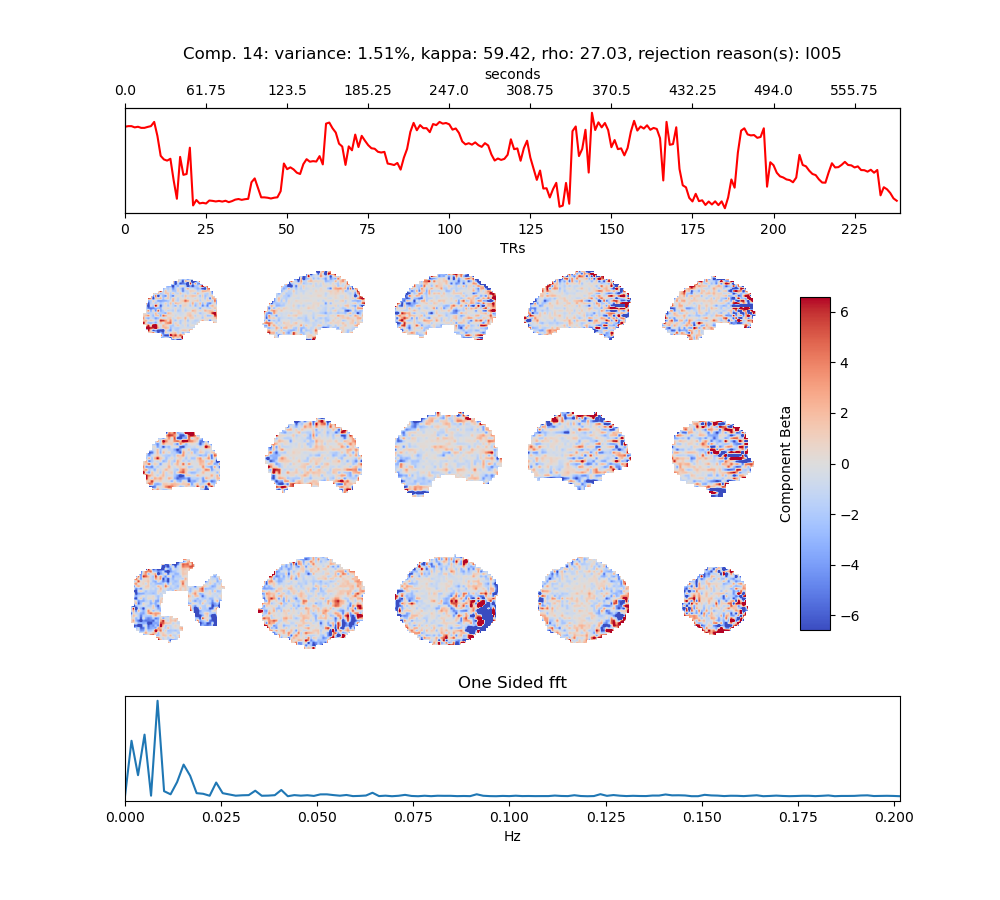 Comp. 14: variance: 1.51%, kappa: 59.42, rho: 27.03, rejection reason(s): I005
seconds
0.0 61.75 123.5 185.25 247.0 308.75 370.5 432.25 494.0 555.75
0 25 50 75 100 125 150 175 200 225
TRs
6
4
2
0
−2
−4
−6
Component Beta
One Sided fft
0.000 0.025 0.050 0.075 0.100 0.125 0.150 0.175 0.200
Hz